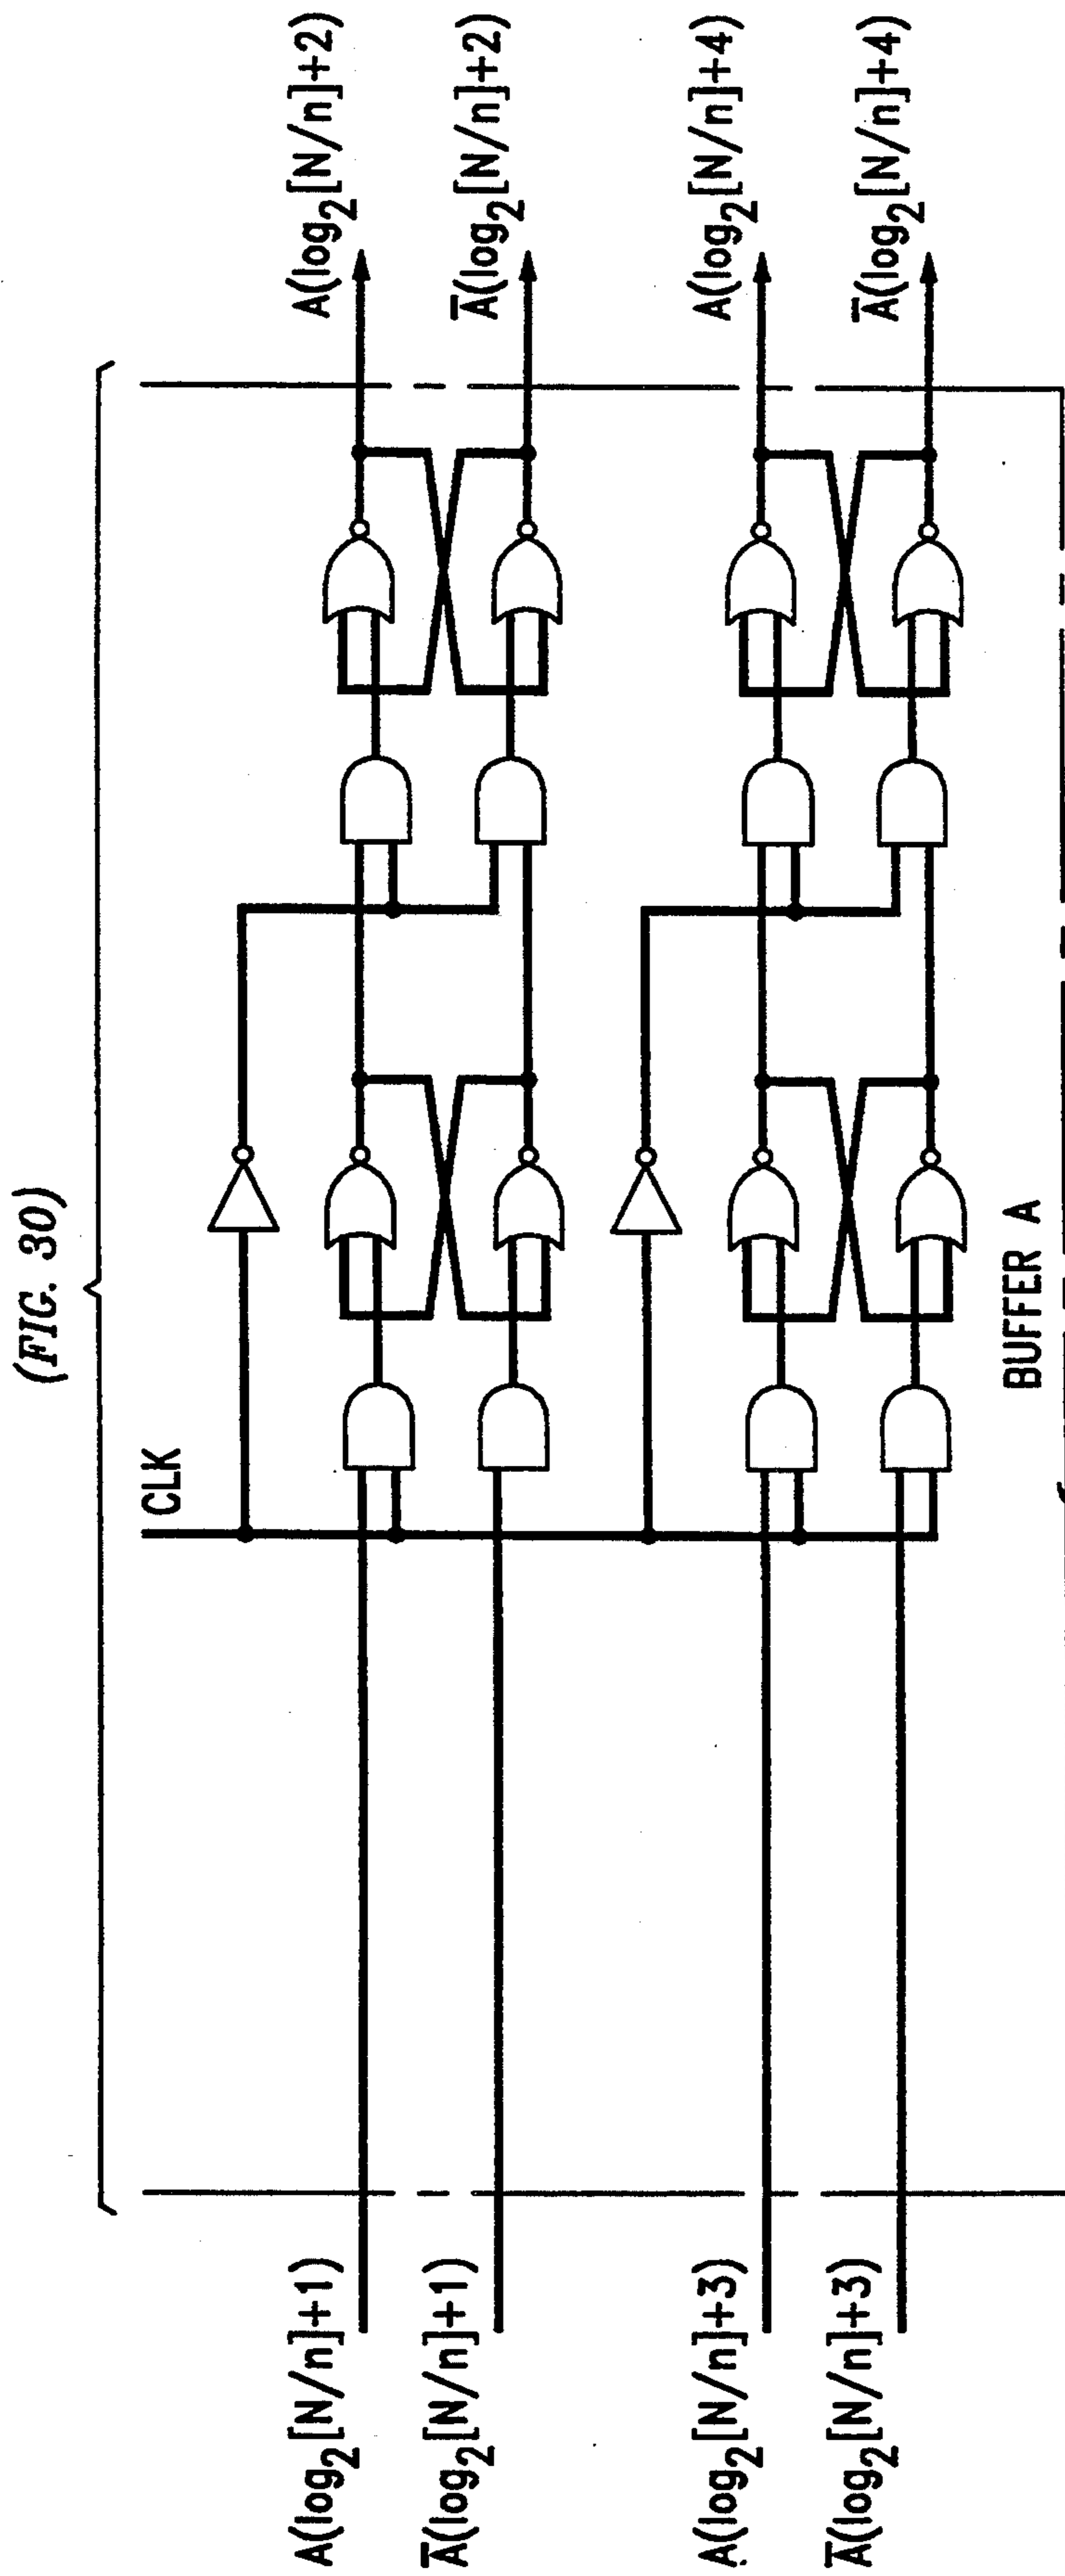 (FIG. 30)
CLK
A(log₂[N/n]+1)
A̅(log₂[N/n]+1)
A(log₂[N/n]+3)
A̅(log₂[N/n]+3)
A(log₂[N/n]+2)
A̅(log₂[N/n]+2)
A(log₂[N/n]+4)
A̅(log₂[N/n]+4)
BUFFER A